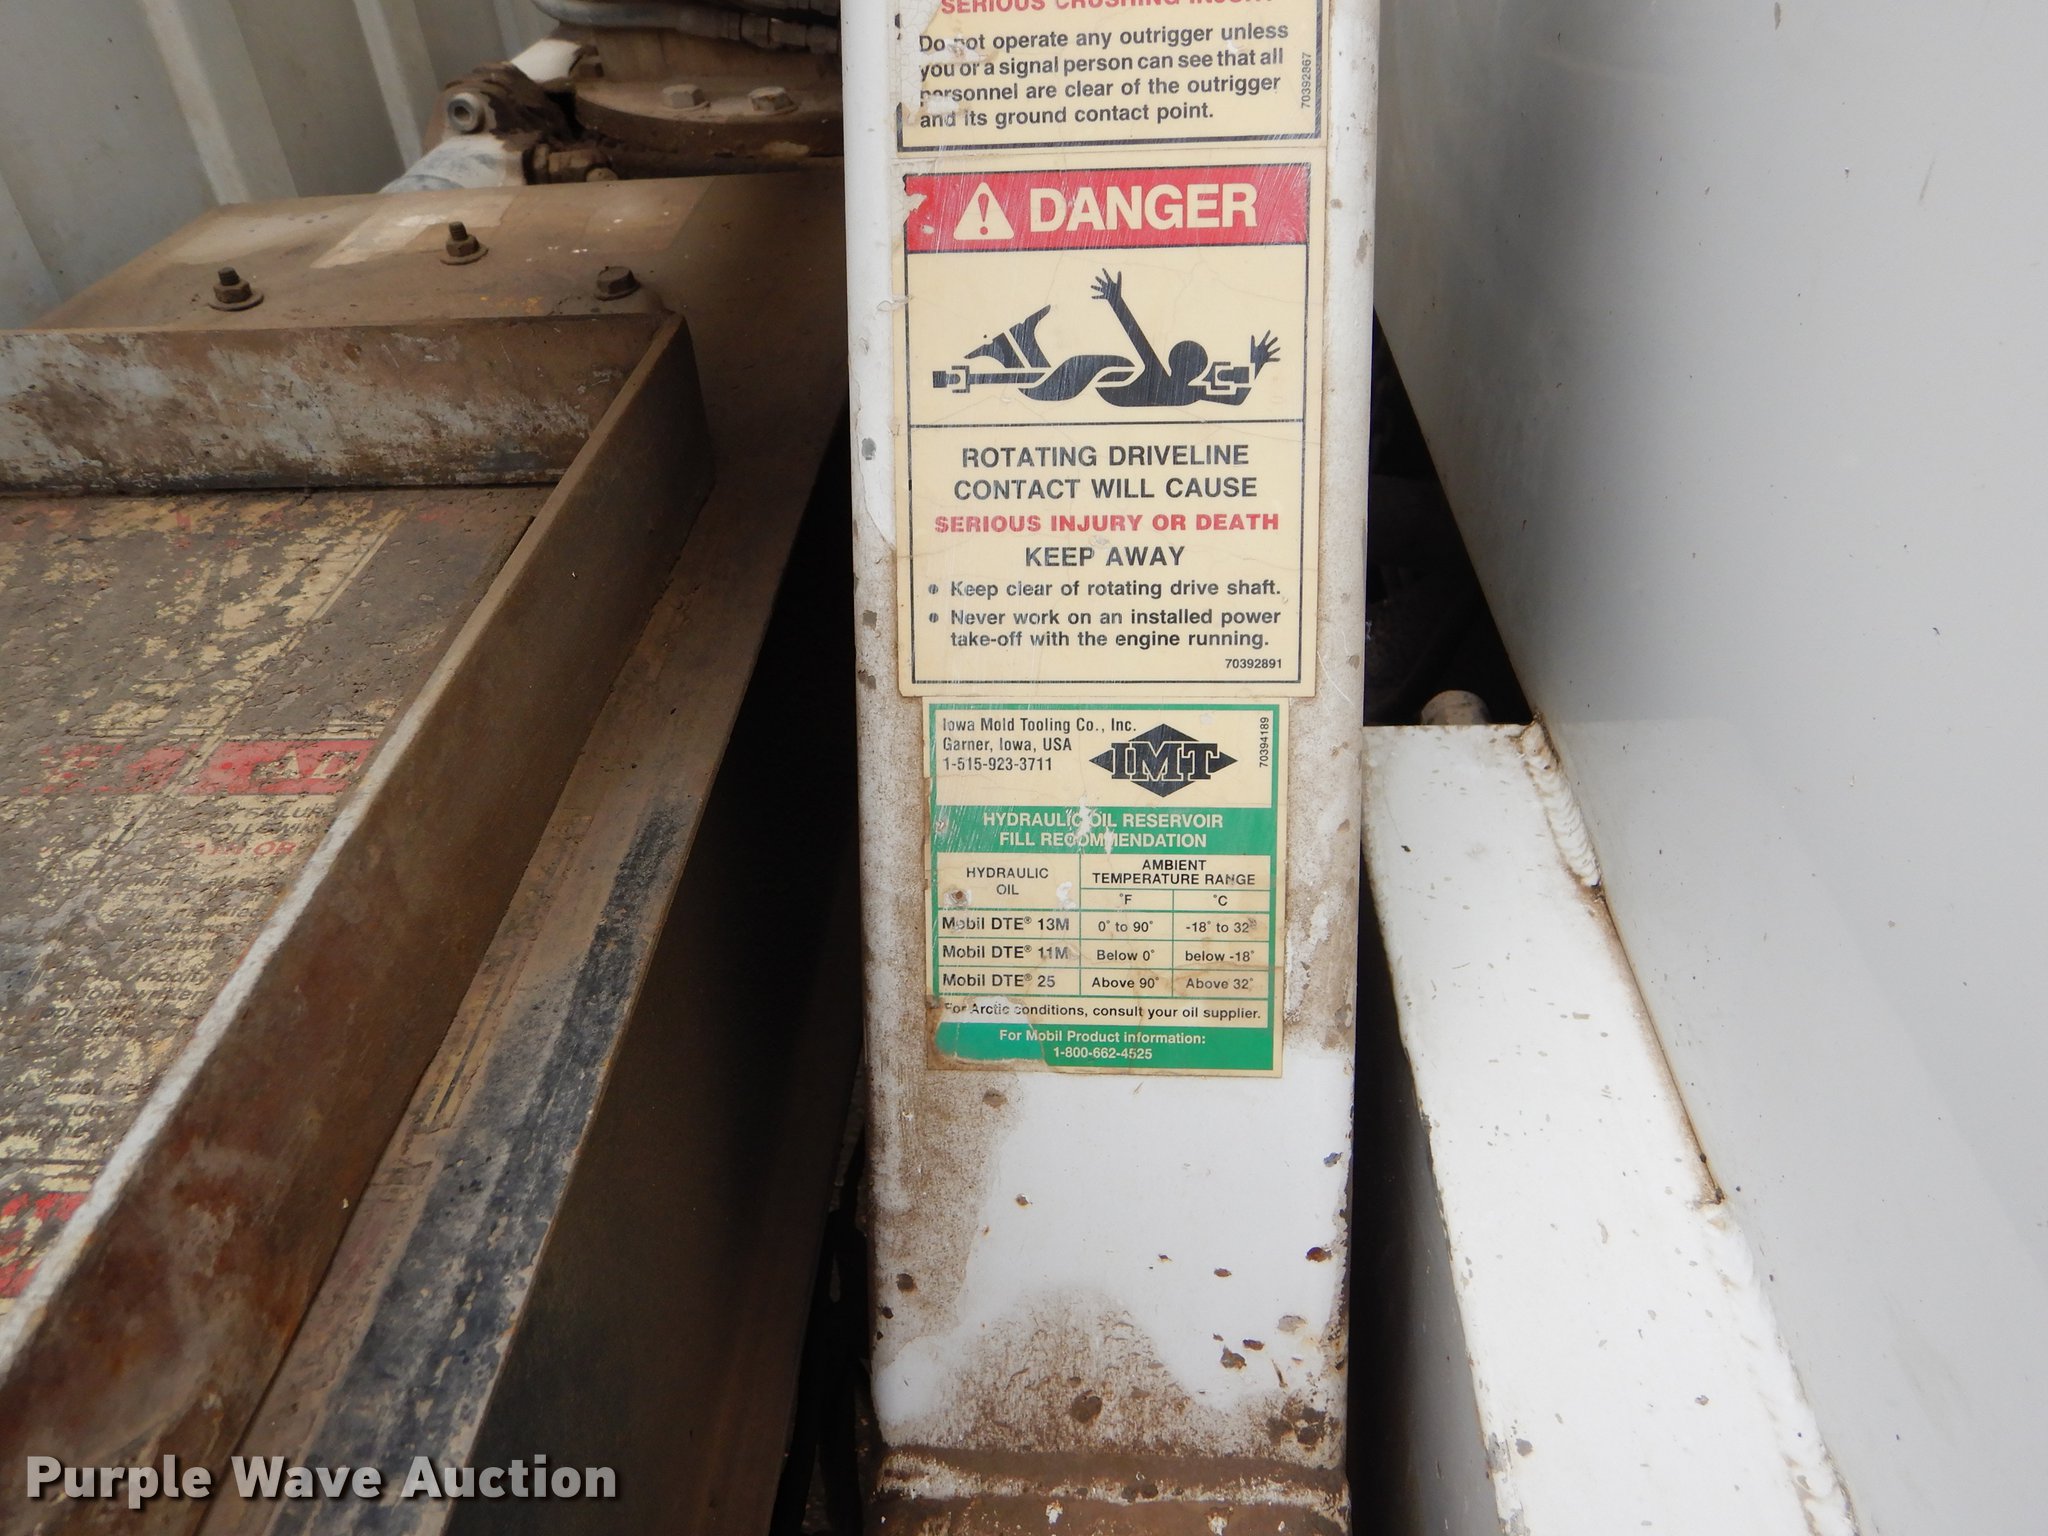 SERIOUS CRUSHING INJURY
Do not operate any outrigger unless
you or a signal person can see that all
personnel are clear of the outrigger
and its ground contact point.
70392867
DANGER
ROTATING DRIVELINE
CONTACT WILL CAUSE
SERIOUS INJURY OR DEATH
KEEP AWAY
• Keep clear of rotating drive shaft.
• Never work on an installed power
take-off with the engine running.
70392891
Iowa Mold Tooling Co., Inc.
Garner, Iowa, USA
1-515-923-3711
IMT
70394189
HYDRAULIC OIL RESERVOIR
FILL RECOMMENDATION
HYDRAULIC
OIL
AMBIENT
TEMPERATURE RANGE
°F °C
Mobil DTE® 13M 0° to 90° -18° to 32°
Mobil DTE® 11M Below 0° below -18°
Mobil DTE® 25 Above 90° Above 32°
For Arctic conditions, consult your oil supplier.
For Mobil Product information:
1-800-662-4525
Purple Wave Auction